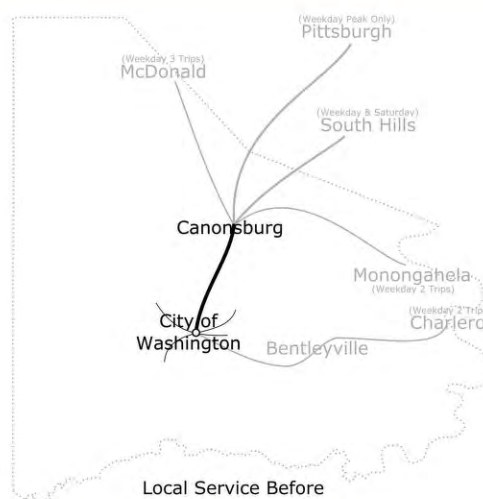 (Weekday Peak Only)
Pittsburgh
(Weekday 3 Trips)
McDonald
(Weekday & Saturday)
South Hills
Canonsburg
Monongahela
(Weekday 2 Trips)
(Weekday 2 Trips
Charlero
City of
Washington
Bentleyville
Local Service Before